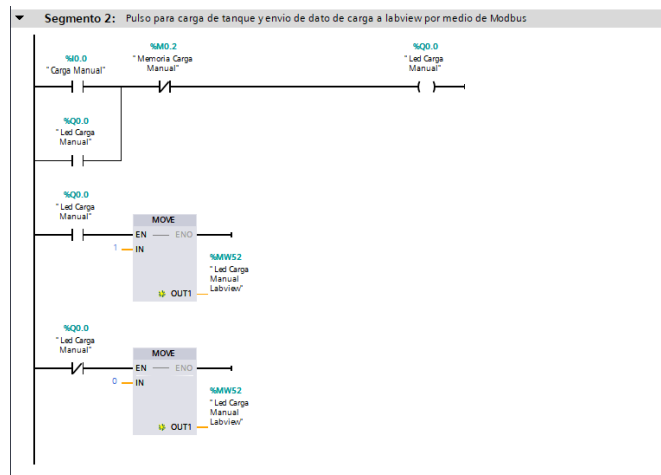 Segmento 2: Pulso para carga de tanque y envio de dato de carga a labview por medio de Modbus
%I0.0
"Carga Manual"
%M0.2
"Memoria Carga
Manual"
%Q0.0
"Led Carga
Manual"
%Q0.0
"Led Carga
Manual"
%Q0.0
"Led Carga
Manual"
MOVE
EN
ENO
1
IN
%MW52
"Led Carga
Manual
Labview"
OUT1
%Q0.0
"Led Carga
Manual"
MOVE
EN
ENO
0
IN
%MW52
"Led Carga
Manual
Labview"
OUT1